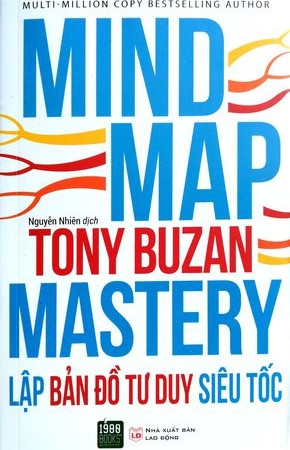 MULTI-MILLION COPY BESTSELLING AUTHOR
MIND
MAP
Nguyễn Nhiên dịch
TONY BUZAN
MASTERY
LẬP BẢN ĐỒ TƯ DUY SIÊU TỐC
1980
BOOKS
LĐ
NHÀ XUẤT BẢN
LAO ĐỘNG